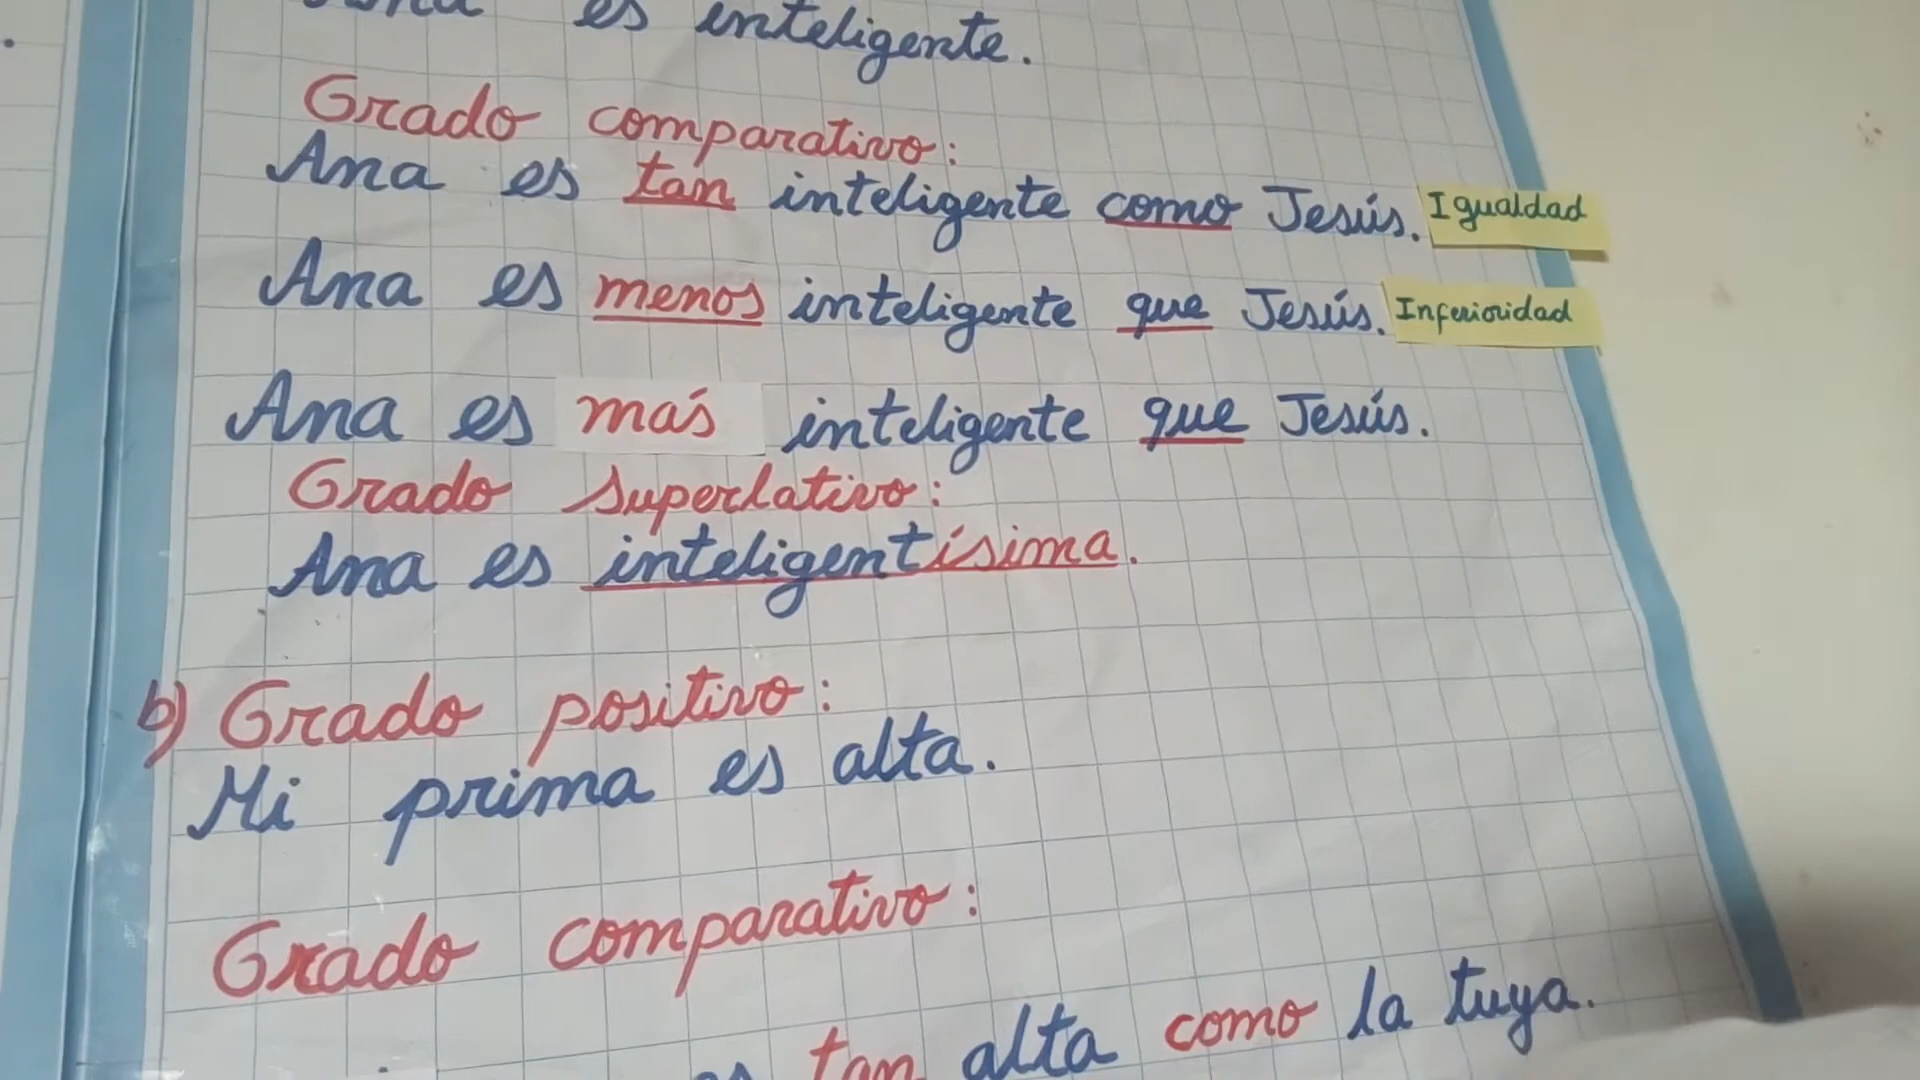 es inteligente.
Grado comparativo:
Ana es tan inteligente como Jesús. Igualdad
Ana es menos inteligente que Jesús. Inferioridad
Ana es más inteligente que Jesús.
Grado superlativo:
Ana es inteligentísima.
b) Grado positivo:
Mi prima es alta.
Grado comparativo:
es tan alta como la tuya.